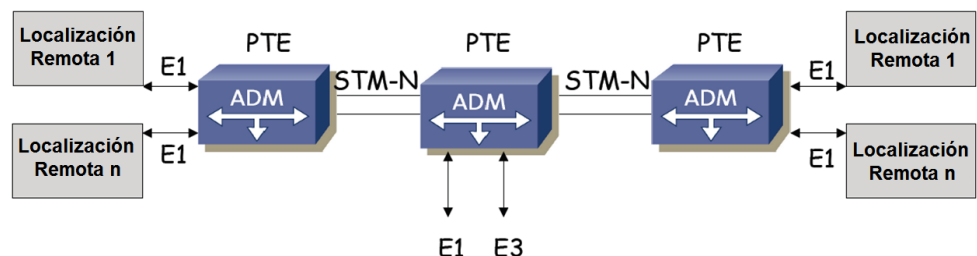 Localización
Remota 1
PTE
PTE
PTE
Localización
Remota 1
E1
STM-N
STM-N
E1
ADM
ADM
ADM
Localización
Remota n
E1
E1
Localización
Remota n
E1
E3